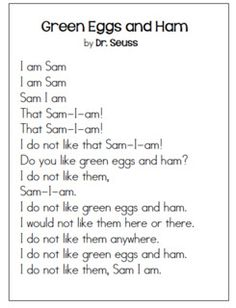 Green Eggs and Ham
by Dr. Seuss
I am Sam
I am Sam
Sam I am
That Sam-I-am!
That Sam-I-am!
I do not like that Sam-I-am!
Do you like green eggs and ham?
I do not like them,
Sam-I-am.
I do not like green eggs and ham.
I would not like them here or there.
I do not like them anywhere.
I do not like green eggs and ham.
I do not like them, Sam I am.